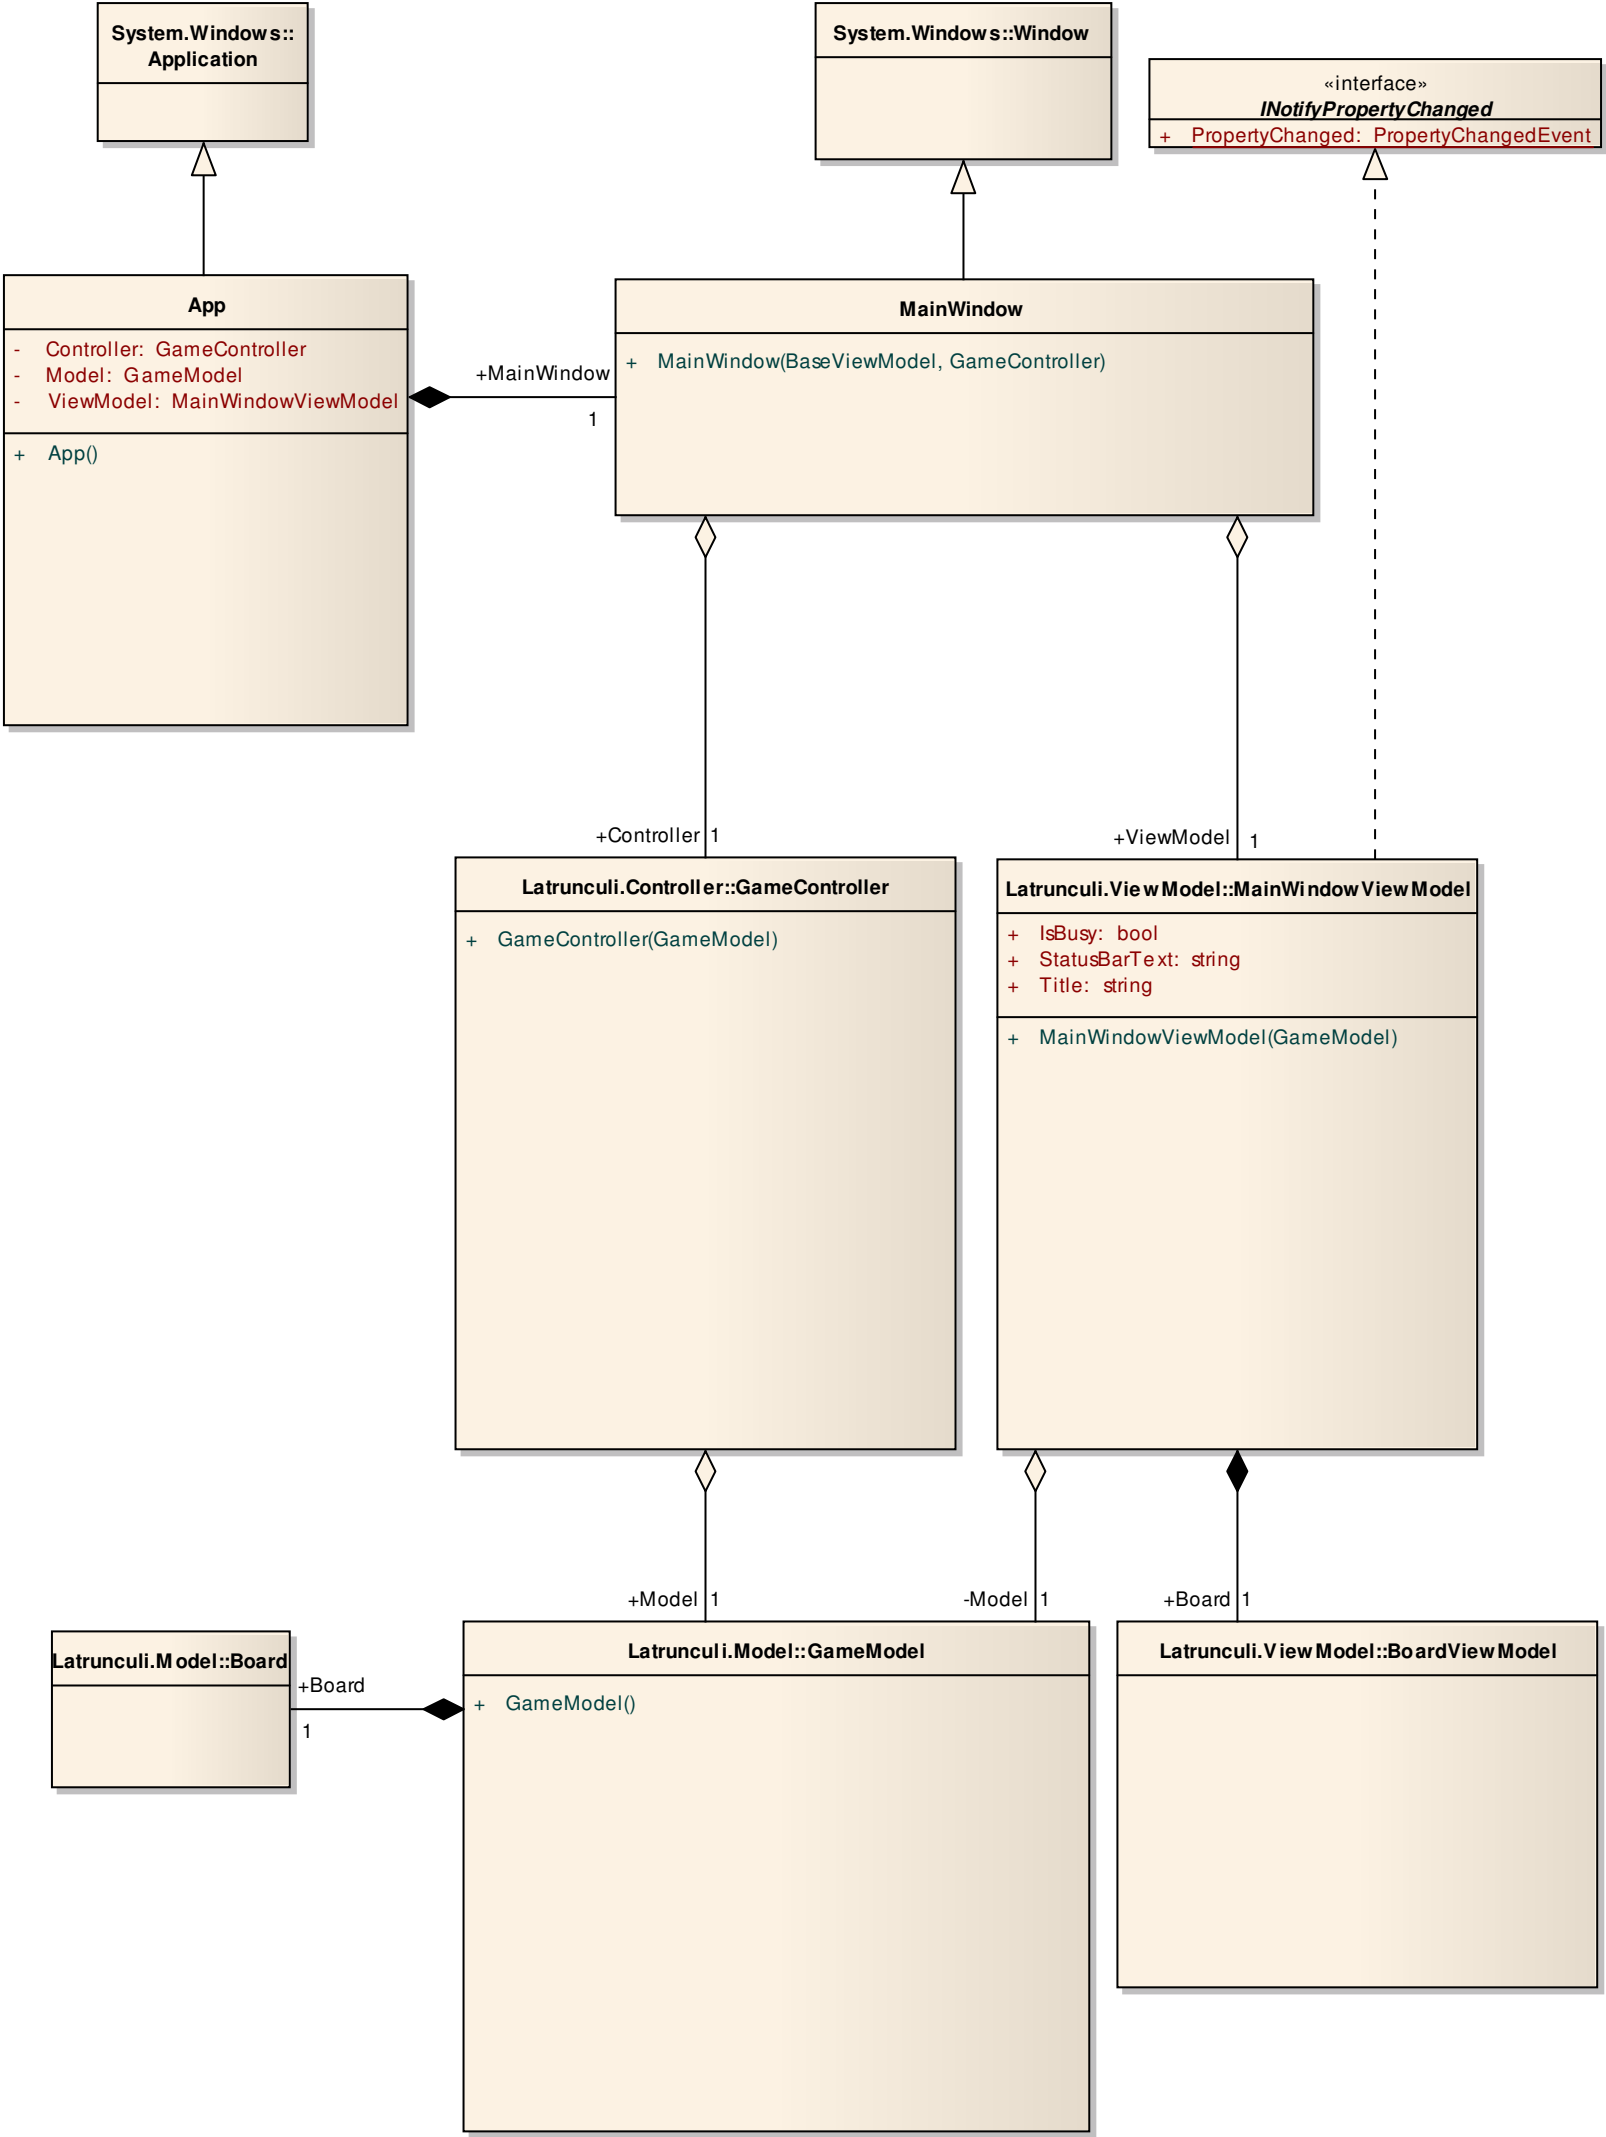 System.Windows::
Application
System.Windows::Window
«interface»
INotifyPropertyChanged
+ PropertyChanged: PropertyChangedEvent
App
- Controller: GameController
- Model: GameModel
- ViewModel: MainWindowViewModel
+ App()
+MainWindow
1
MainWindow
+ MainWindow(BaseViewModel, GameController)
+Controller 1
+ViewModel 1
Latrunculi.Controller::GameController
+ GameController(GameModel)
Latrunculi.ViewModel::MainWindowViewModel
+ IsBusy: bool
+ StatusBarText: string
+ Title: string
+ MainWindowViewModel(GameModel)
+Model 1
-Model 1
+Board 1
Latrunculi.Model::Board
+Board
1
Latrunculi.Model::GameModel
+ GameModel()
Latrunculi.ViewModel::BoardViewModel